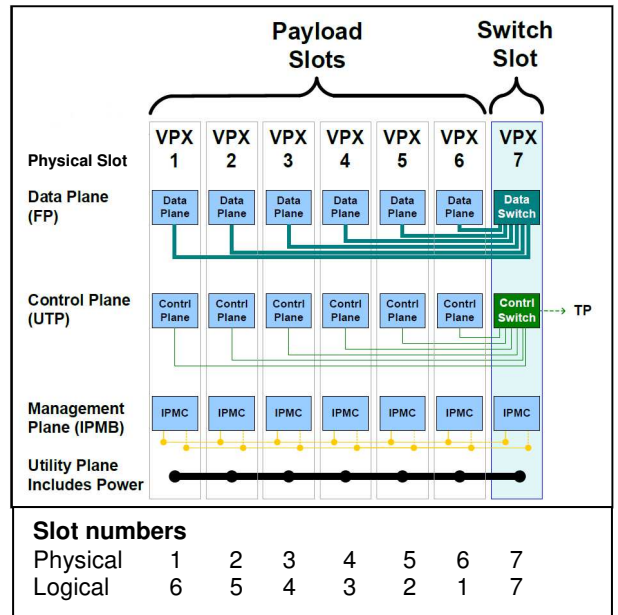 Payload Slots
Switch Slot
Physical Slot
VPX 1
VPX 2
VPX 3
VPX 4
VPX 5
VPX 6
VPX 7
Data Plane (FP)
Data Plane
Data Plane
Data Plane
Data Plane
Data Plane
Data Plane
Data Switch
Control Plane (UTP)
Contrl Plane
Contrl Plane
Contrl Plane
Contrl Plane
Contrl Plane
Contrl Plane
Contrl Switch
TP
Management Plane (IPMB)
IPMC
IPMC
IPMC
IPMC
IPMC
IPMC
IPMC
Utility Plane
Includes Power
Slot numbers
Physical 1 2 3 4 5 6 7
Logical 6 5 4 3 2 1 7